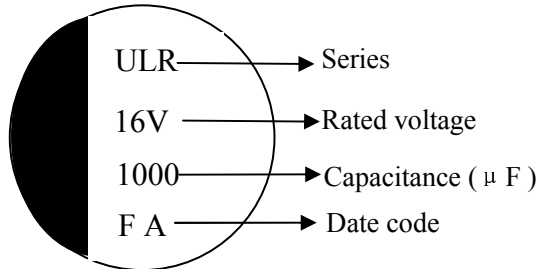 ULR Series
16V Rated voltage
1000 Capacitance ( μ F )
F A Date code